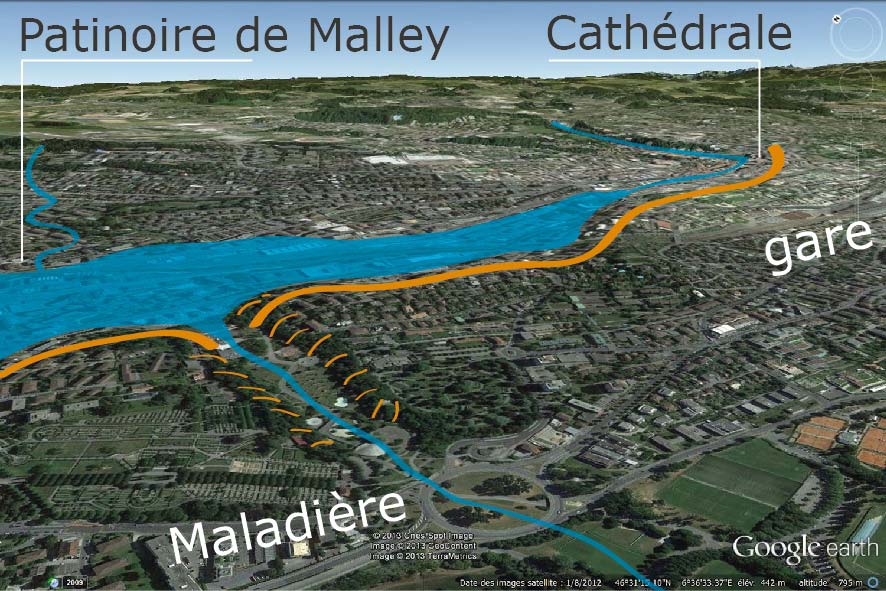 Patinoire de Malley
Cathédrale
gare
Maladière
© 2013 Cnes/Spot Image
Image © 2013 GeoContent
Image © 2013 TerraMetrics
Google earth
2009
Date des images satellite : 1/8/2012 46°31'15.10"N 6°36'33.37"E élév 442 m altitude 795 m